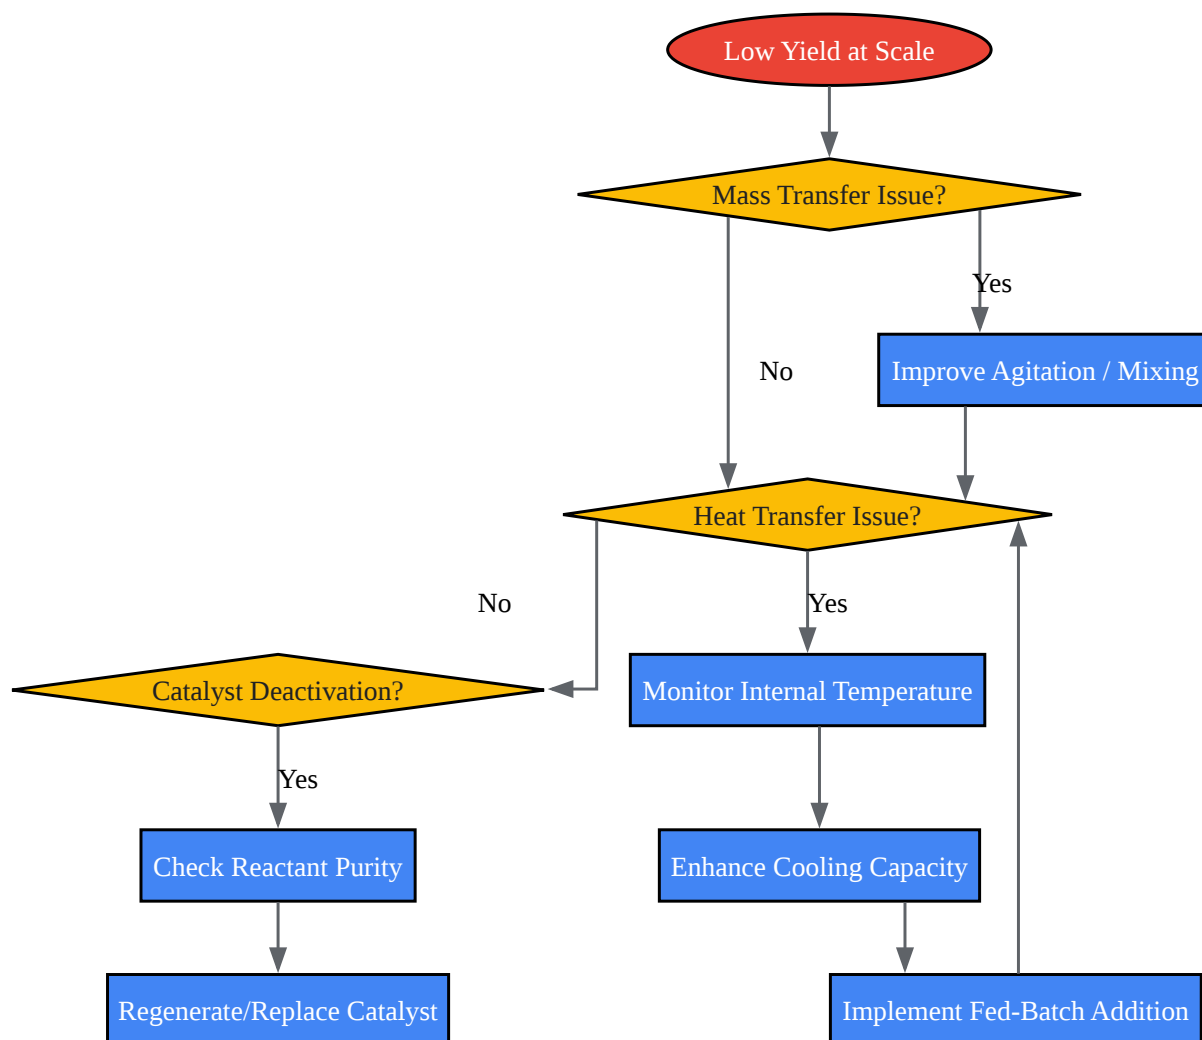 Low Yield at Scale
Mass Transfer Issue?
Yes
No
Improve Agitation / Mixing
Heat Transfer Issue?
No
Yes
Catalyst Deactivation?
Monitor Internal Temperature
Yes
Check Reactant Purity
Enhance Cooling Capacity
Regenerate/Replace Catalyst
Implement Fed-Batch Addition